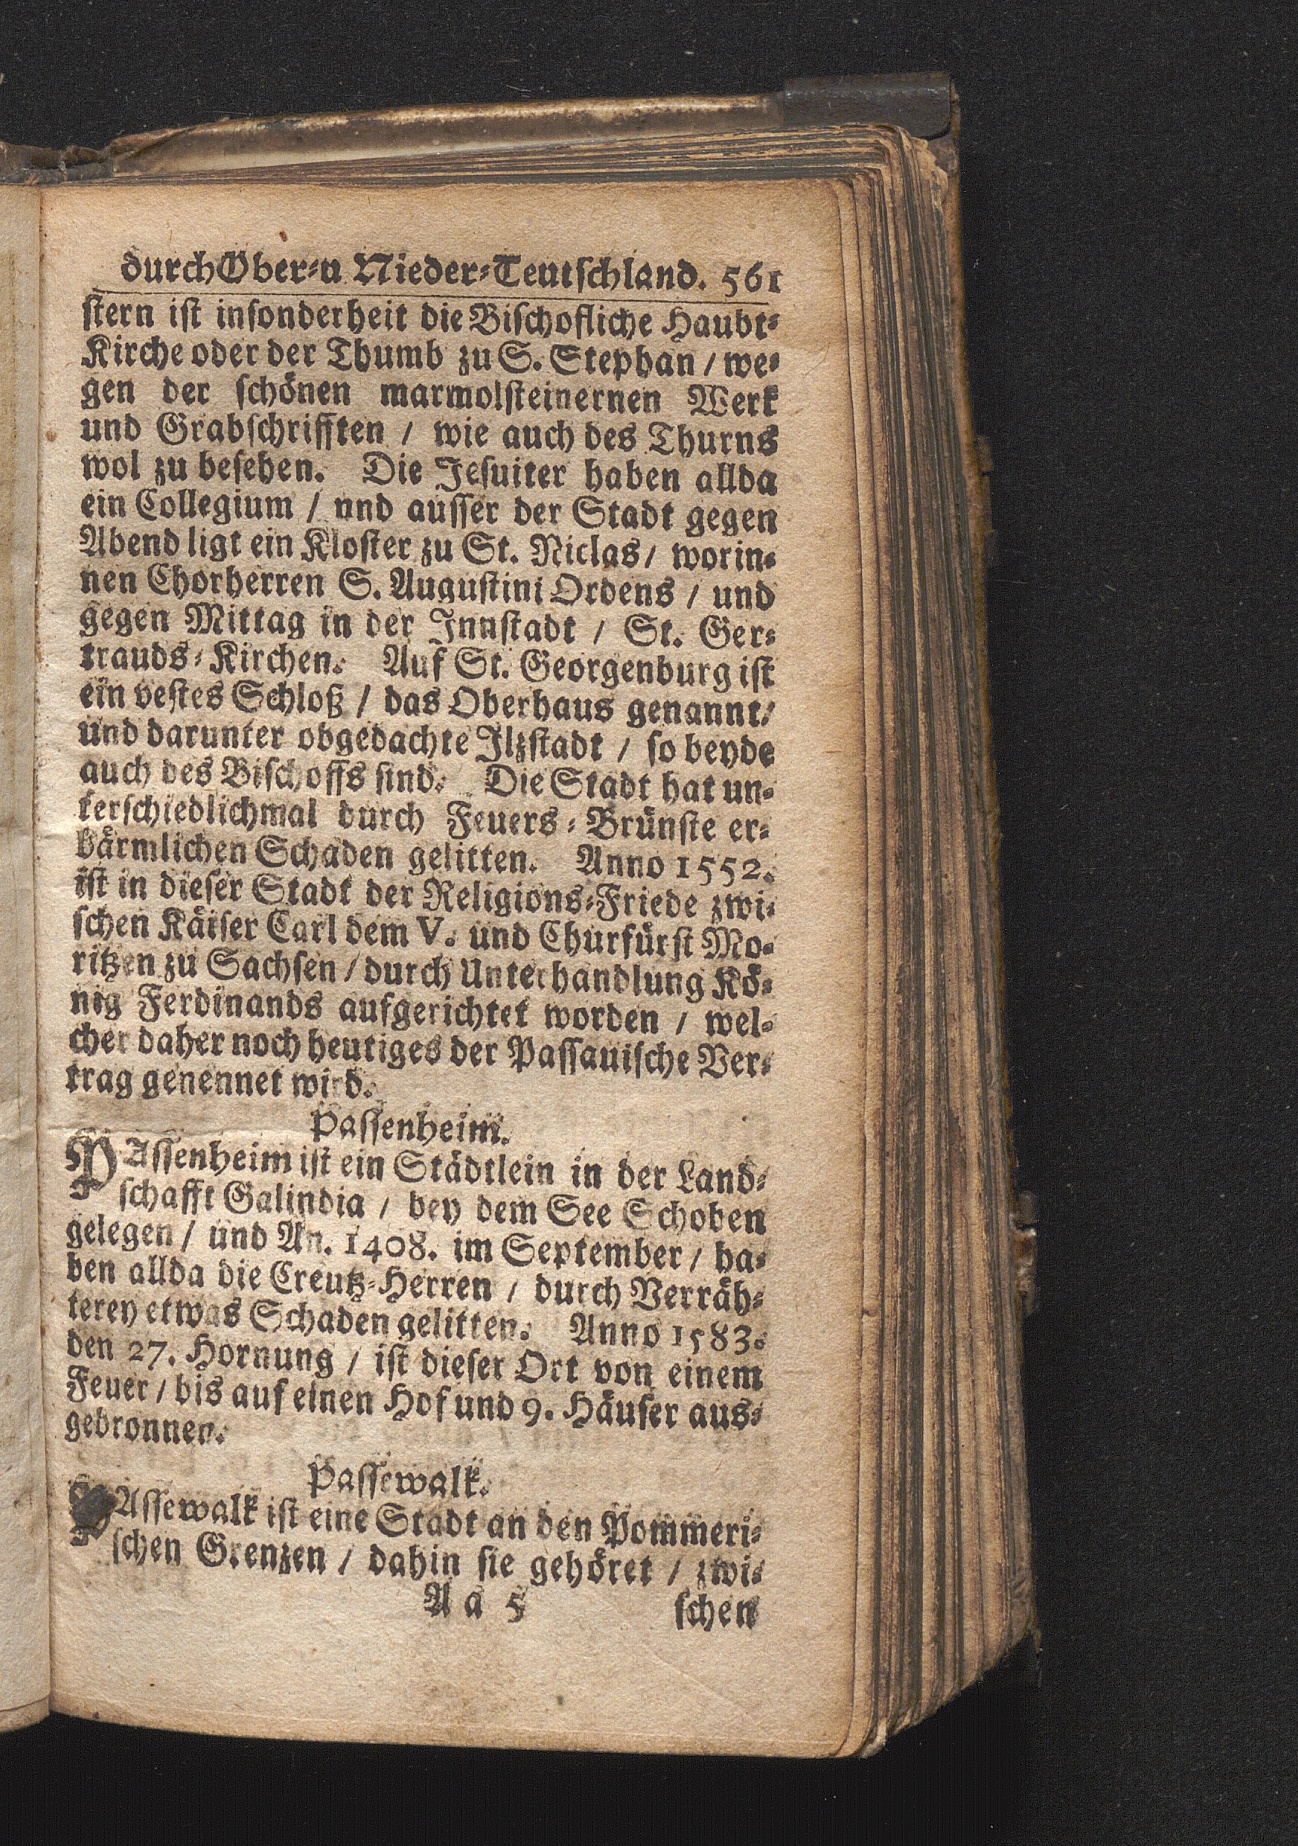 durch Ober-u Nieder-Teutschland. 561
stern ist insonderheit die Bischofliche Haubt-
Kirche oder der Thumb zu S. Stephan / we-
gen der schönen marmolsteinernen Werk
und Grabschrifften / wie auch des Thurns
wol zu besehen. Die Jesuiter haben allda
ein Collegium / und ausser der Stadt gegen
Abend ligt ein Kloster zu St. Niclas / worin-
nen Chorherren S. Augustini Ordens / und
gegen Mittag in der Innstadt / St. Ger-
trauds-Kirchen. Auf St. Georgenburg ist
ein vestes Schloß / das Oberhaus genannt /
und darunter obgedachte Ilzstadt / so beyde
auch des Bischoffs sind. Die Stadt hat un-
terschiedlichmal durch Feuers-Brünste er-
bärmlichen Schaden gelitten. Anno 1552.
ist in dieser Stadt der Religions-Friede zwi-
schen Käiser Carl dem V. und Churfürst Mo-
ritzen zu Sachsen / durch Unterhandlung Kö-
nig Ferdinands aufgerichtet worden / wel-
cher daher noch heutiges der Passauische Ver-
trag genennet wird.
Passenheim.
PAssenheim ist ein Städtlein in der Land-
schafft Galindia / bey dem See Schoben
gelegen / und An. 1408. im September / ha-
ben allda die Creutz-Herren / durch Verräh-
terey etwas Schaden gelitten. Anno 1583.
den 27. Hornung / ist dieser Ort von einem
Feuer / bis auf einen Hof und 9. Häuser aus-
gebronnen.
Passewalk.
PAssewalk ist eine Stadt an den Pommeri-
schen Grenzen / dahin sie gehöret / zwi-
A a 5 schen